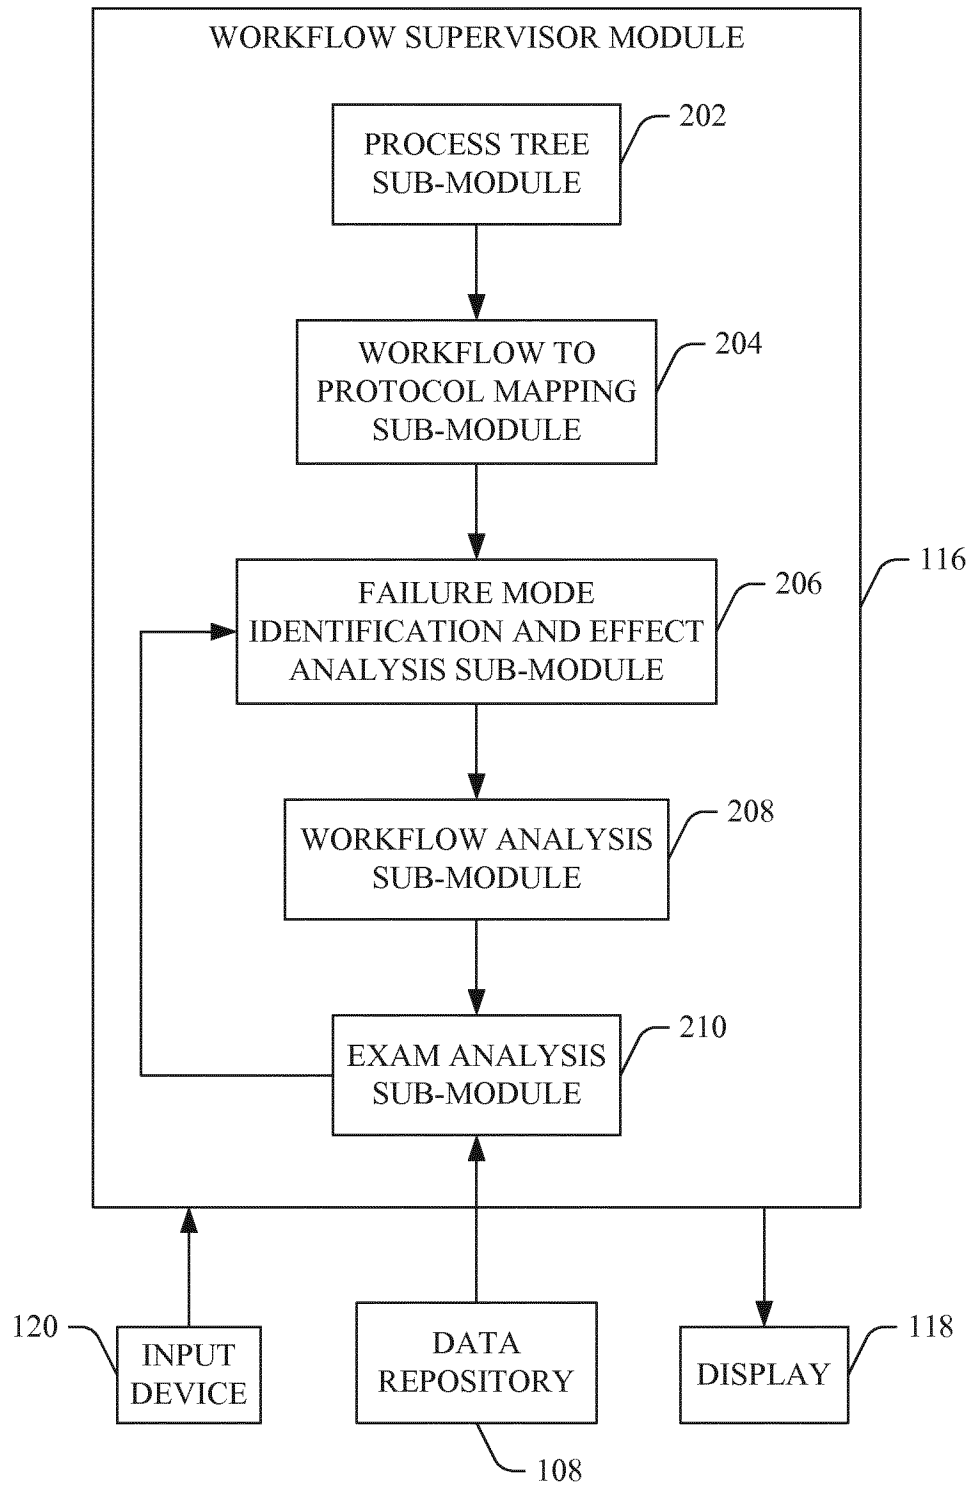 WORKFLOW SUPERVISOR MODULE
202
PROCESS TREE
SUB-MODULE
204
WORKFLOW TO
PROTOCOL MAPPING
SUB-MODULE
116
206
FAILURE MODE
IDENTIFICATION AND EFFECT
ANALYSIS SUB-MODULE
208
WORKFLOW ANALYSIS
SUB-MODULE
210
EXAM ANALYSIS
SUB-MODULE
120
INPUT
DEVICE
DATA
REPOSITORY
108
118
DISPLAY